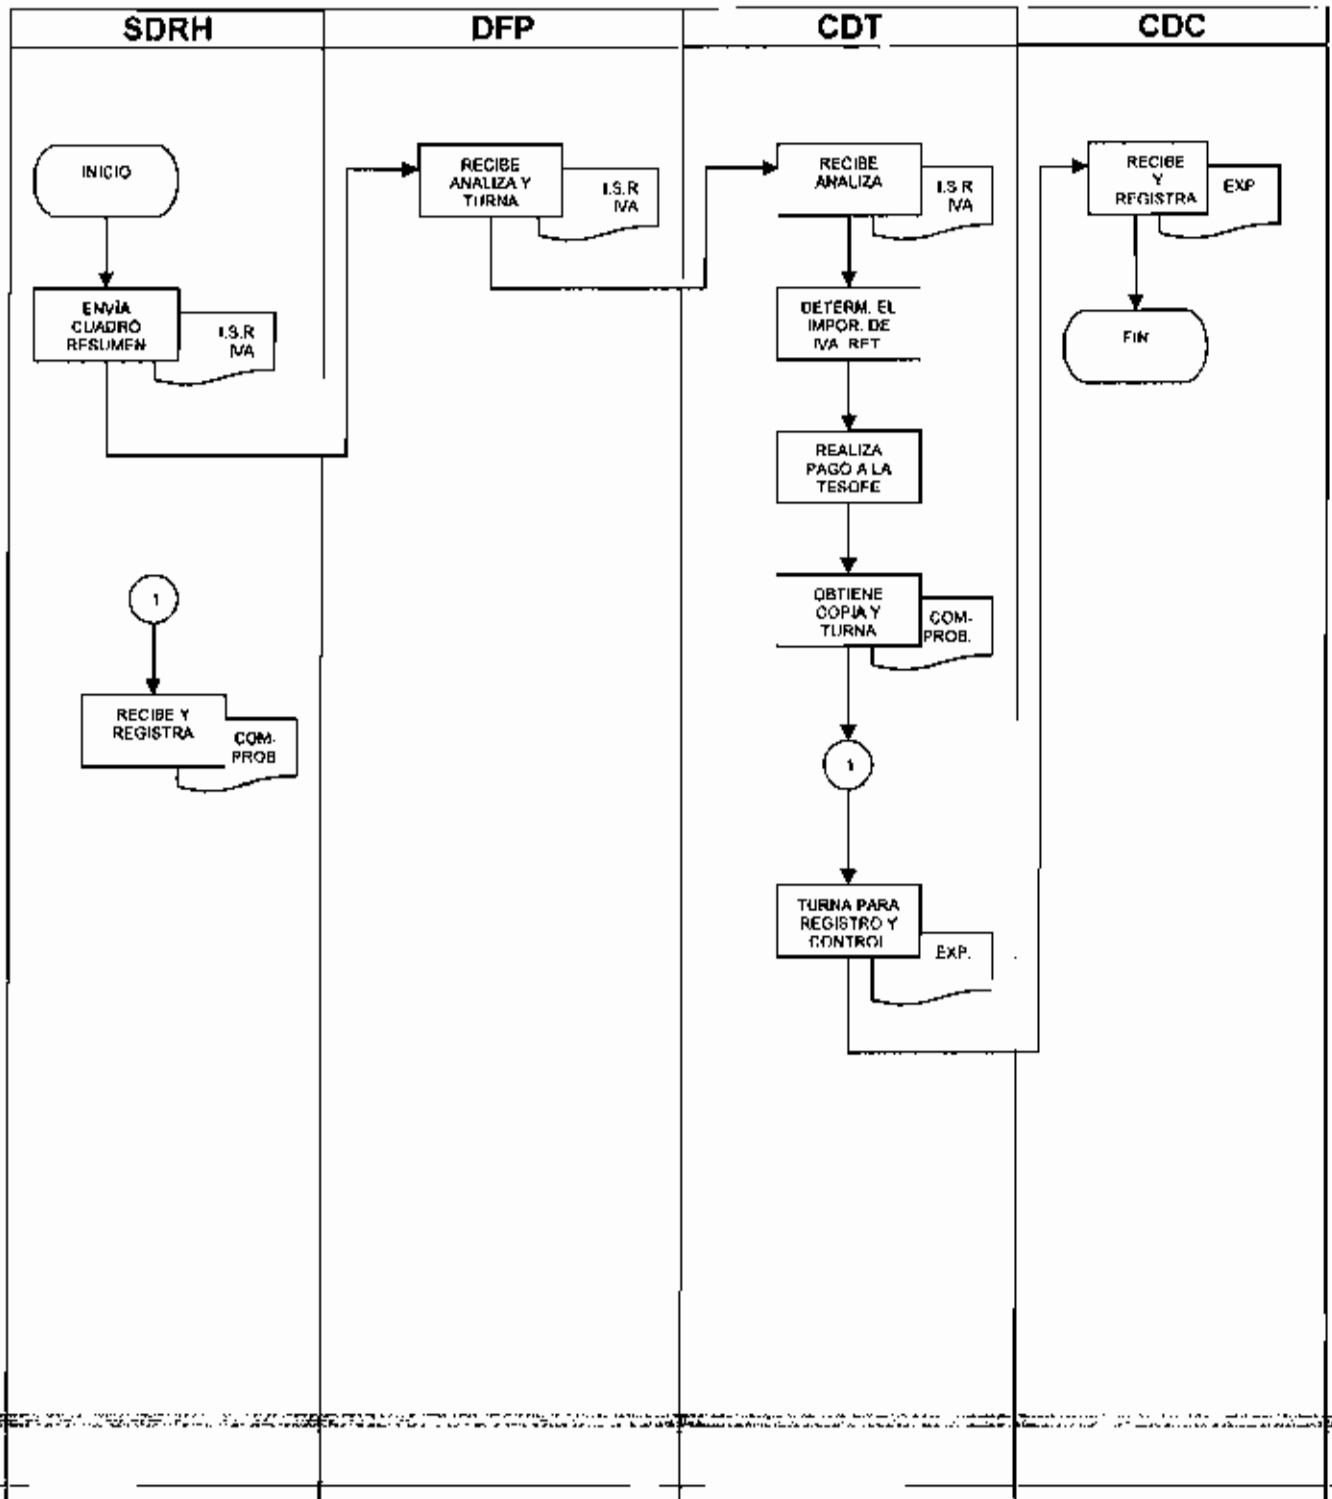 SDRH
DFP
CDT
CDC
INICIO
ENVÍA
CUADRO
RESUMEN
I.S.R
IVA
1
RECIBE Y
REGISTRA
COM-
PROB
RECIBE
ANALIZA Y
TURNA
I.S.R
IVA
RECIBE
ANALIZA
I.S.R
IVA
DETERM. EL
IMPOR. DE
IVA RET
REALIZA
PAGO A LA
TESOFE
OBTIENE
COPIA Y
TURNA
COM-
PROB.
1
TURNA PARA
REGISTRO Y
CONTROL
EXP.
RECIBE
Y
REGISTRA
EXP
FIN